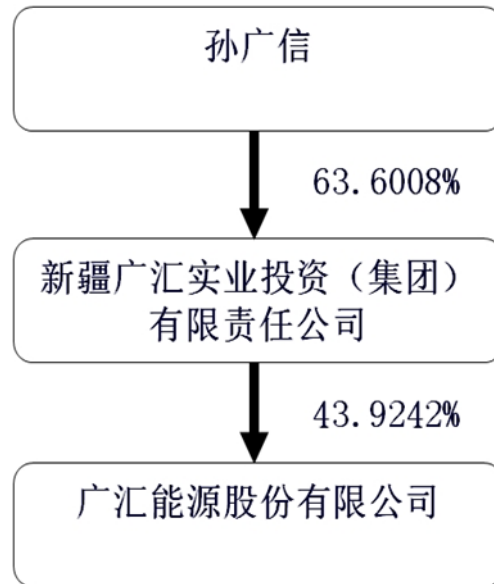 孙广信
63.6008%
新疆广汇实业投资（集团）
有限责任公司
43.9242%
广汇能源股份有限公司